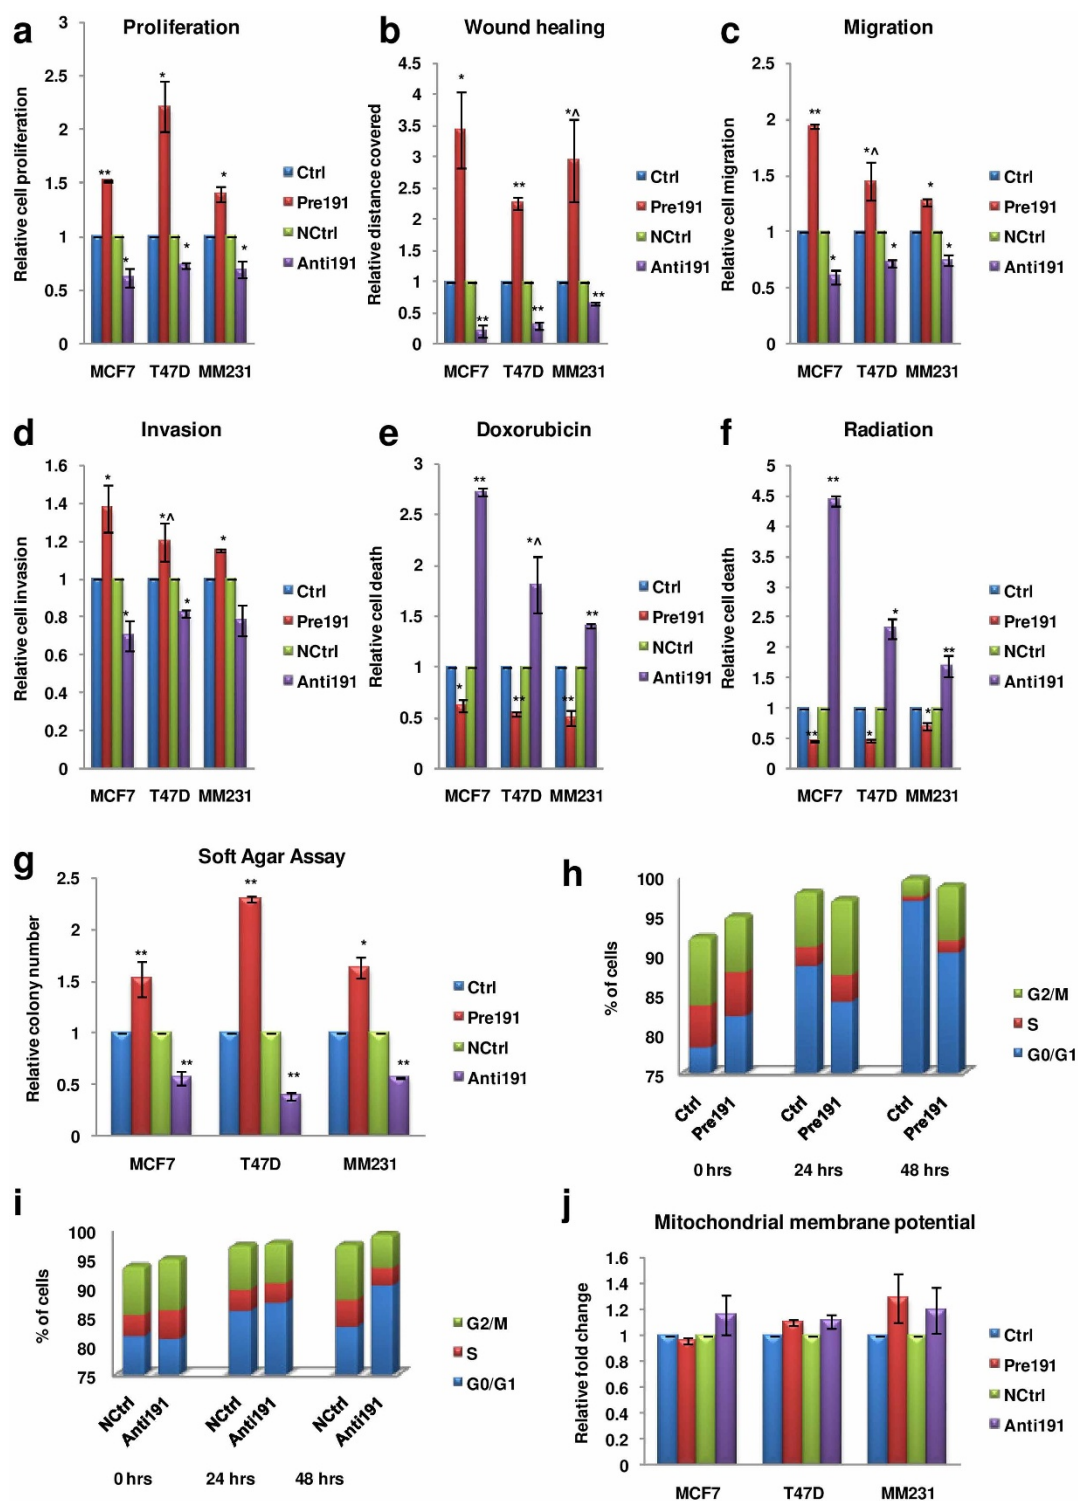 a
Proliferation
Relative cell proliferation
3
2.5
2
1.5
1
0.5
0
**
*
*
*
*
*
MCF7 T47D MM231
Ctrl
Pre191
NCtrl
Anti191
b
Wound healing
Relative distance covered
4.5
4
3.5
3
2.5
2
1.5
1
0.5
0
*
**
**
**
*^
**
MCF7 T47D MM231
Ctrl
Pre191
NCtrl
Anti191
c
Migration
Relative cell migration
2.5
2
1.5
1
0.5
0
**
*
*^
*
*
*
MCF7 T47D MM231
Ctrl
Pre191
NCtrl
Anti191
d
Invasion
Relative cell invasion
1.6
1.4
1.2
1
0.8
0.6
0.4
0.2
0
*
*
*^
*
*
MCF7 T47D MM231
Ctrl
Pre191
NCtrl
Anti191
e
Doxorubicin
Relative cell death
3
2.5
2
1.5
1
0.5
0
*
**
**
*^
**
**
MCF7 T47D MM231
Ctrl
Pre191
NCtrl
Anti191
f
Radiation
Relative cell death
5
4.5
4
3.5
3
2.5
2
1.5
1
0.5
0
**
**
*
*
*
**
MCF7 T47D MM231
Ctrl
Pre191
NCtrl
Anti191
g
Soft Agar Assay
Relative colony number
2.5
2
1.5
1
0.5
0
**
**
**
**
*
**
MCF7 T47D MM231
Ctrl
Pre191
NCtrl
Anti191
h
% of cells
100
95
90
85
80
75
Ctrl
Pre191
Ctrl
Pre191
Ctrl
Pre191
0 hrs 24 hrs 48 hrs
G2/M
S
G0/G1
i
% of cells
100
95
90
85
80
75
NCtrl
Anti191
NCtrl
Anti191
NCtrl
Anti191
0 hrs 24 hrs 48 hrs
G2/M
S
G0/G1
j
Mitochondrial membrane potential
Relative fold change
1.6
1.4
1.2
1
0.8
0.6
0.4
0.2
0
MCF7 T47D MM231
Ctrl
Pre191
NCtrl
Anti191